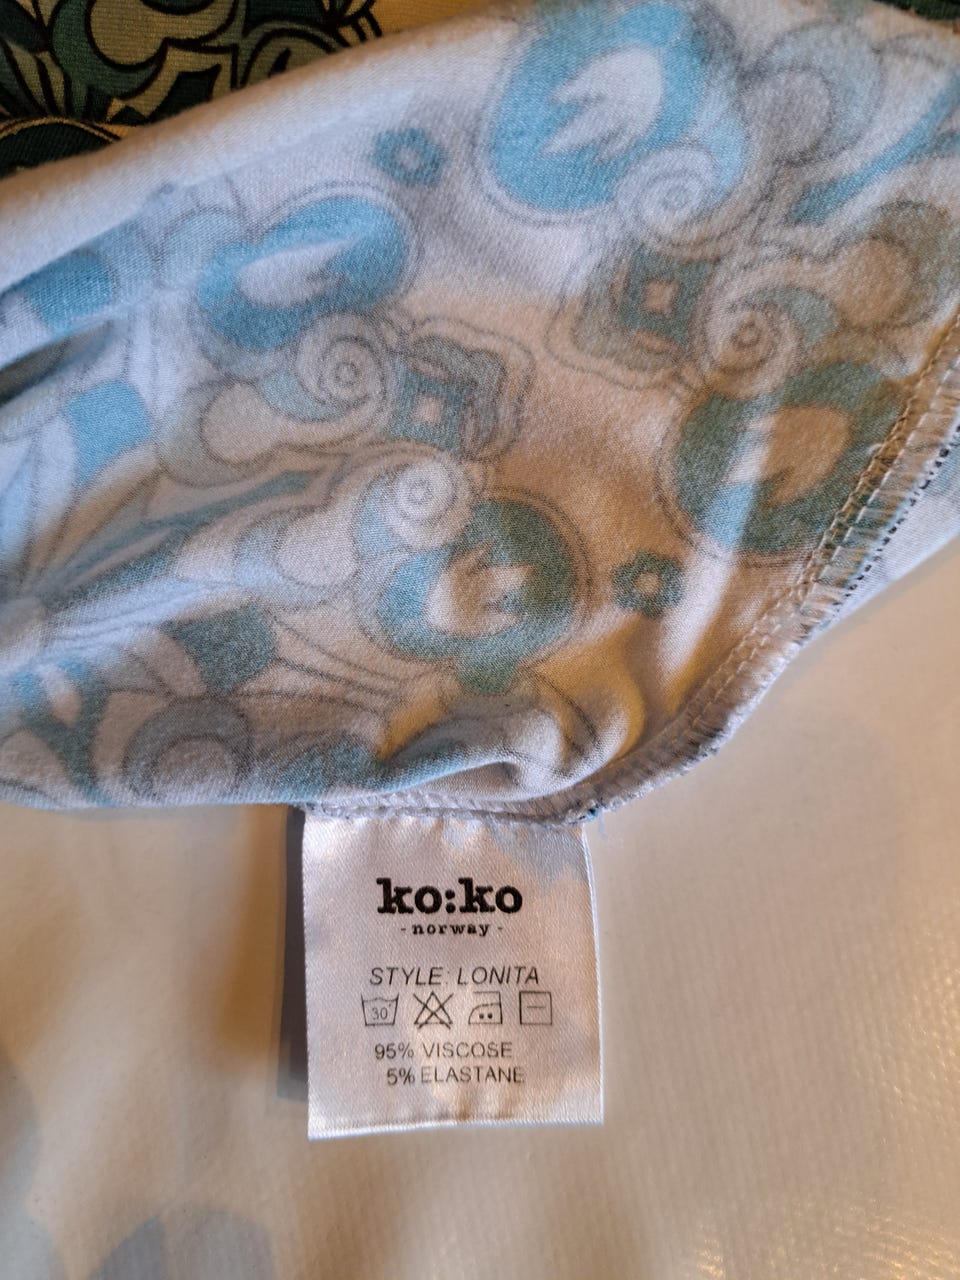 ko:ko
- norway -
STYLE: LONITA
30°
95% VISCOSE
5% ELASTANE